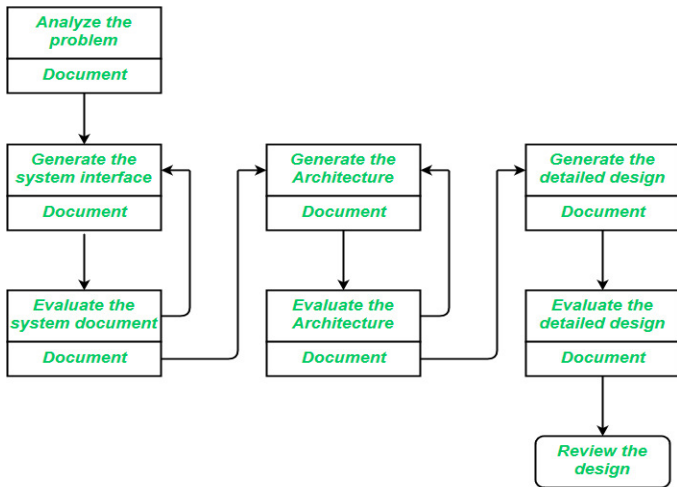 Analyze the
problem
Document
Generate the
system interface
Document
Evaluate the
system document
Document
Generate the
Architecture
Document
Evaluate the
Architecture
Document
Generate the
detailed design
Document
Evaluate the
detailed design
Document
Review the
design